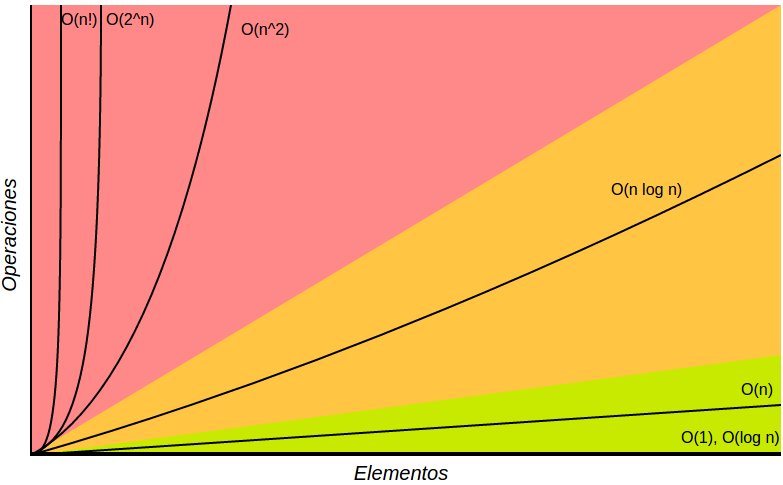 O(n!)
O(2^n)
O(n^2)
O(n log n)
O(n)
O(1), O(log n)
Operaciones
Elementos